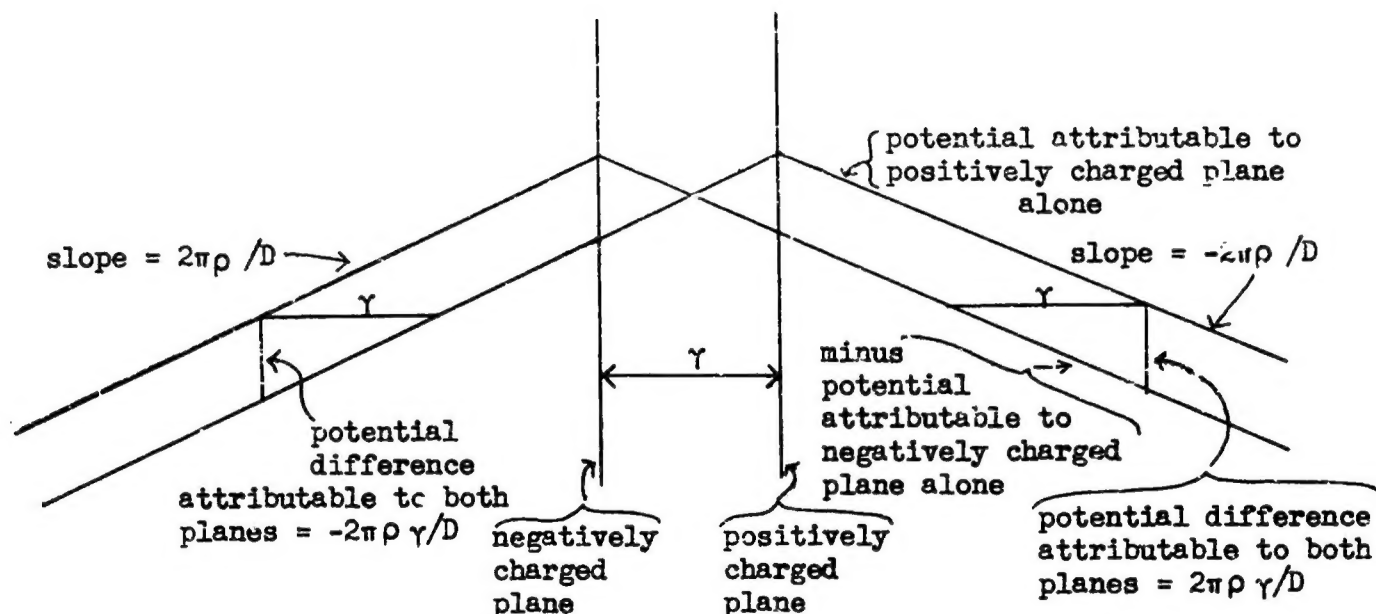 potential attributable to
positively charged plane
alone
slope = 2πρ /D
slope = -2πρ /D
γ
γ
γ
minus
potential
attributable to
negatively charged
plane alone
potential
difference
attributable to both
planes = -2πρ γ/D
negatively
charged
plane
positively
charged
plane
potential difference
attributable to both
planes = 2πρ γ/D